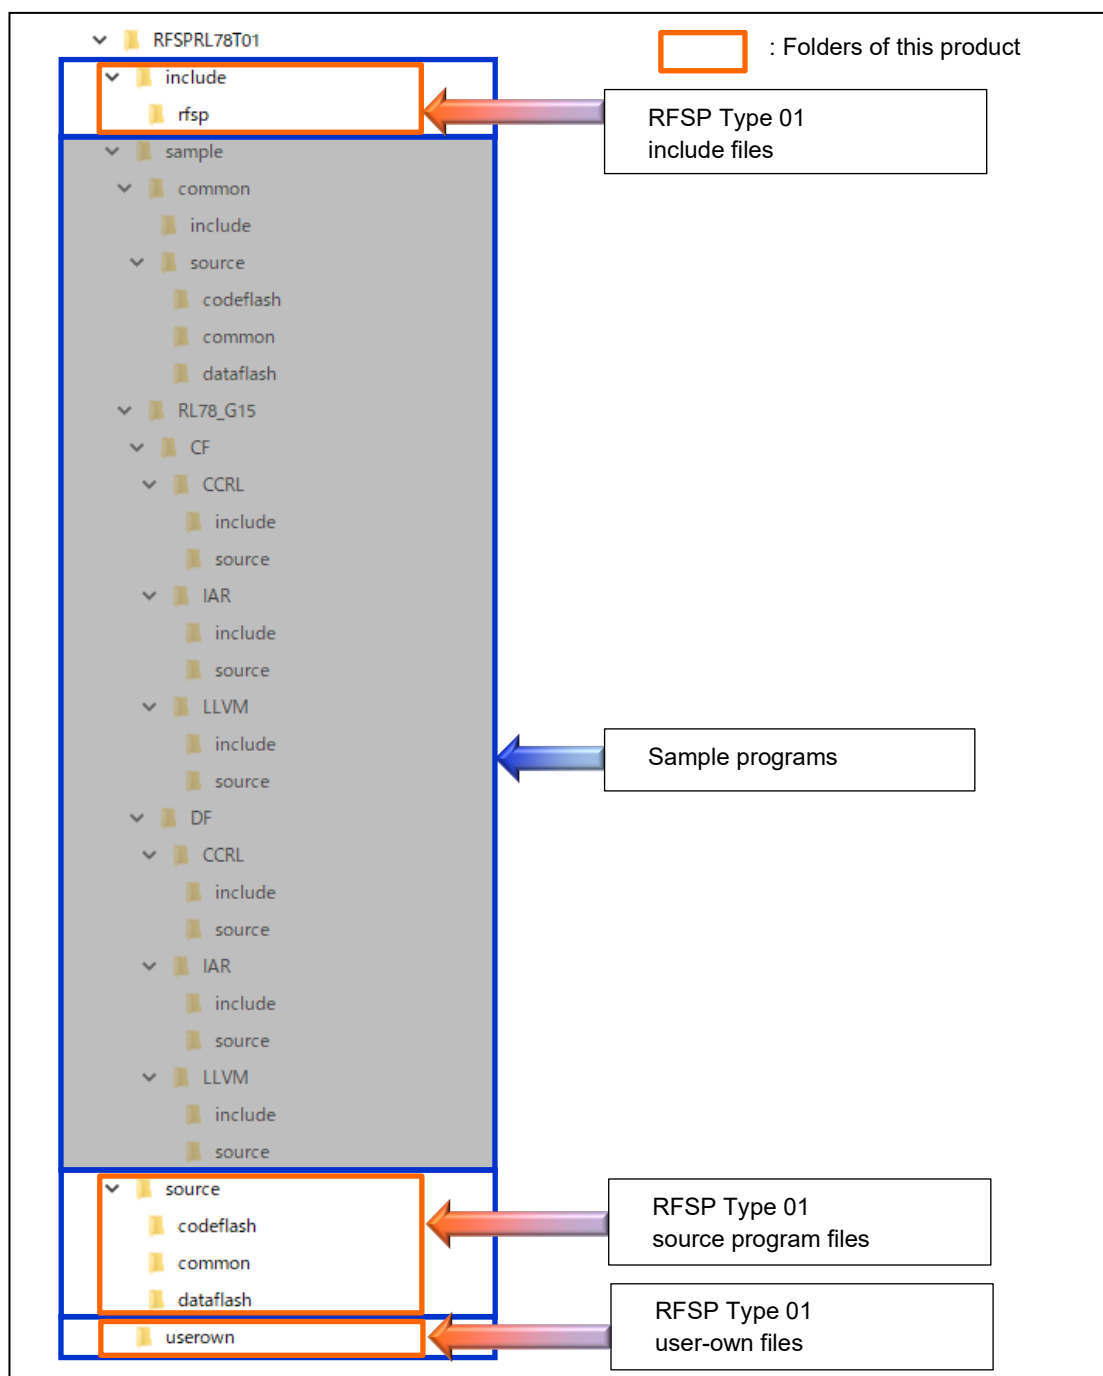 RFSPRL78T01
: Folders of this product
include
rfsp
RFSP Type 01
include files
sample
common
include
source
codeflash
common
dataflash
RL78_G15
CF
CCRL
include
source
IAR
include
source
LLVM
include
source
Sample programs
DF
CCRL
include
source
IAR
include
source
LLVM
include
source
source
codeflash
common
dataflash
RFSP Type 01
source program files
userown
RFSP Type 01
user-own files